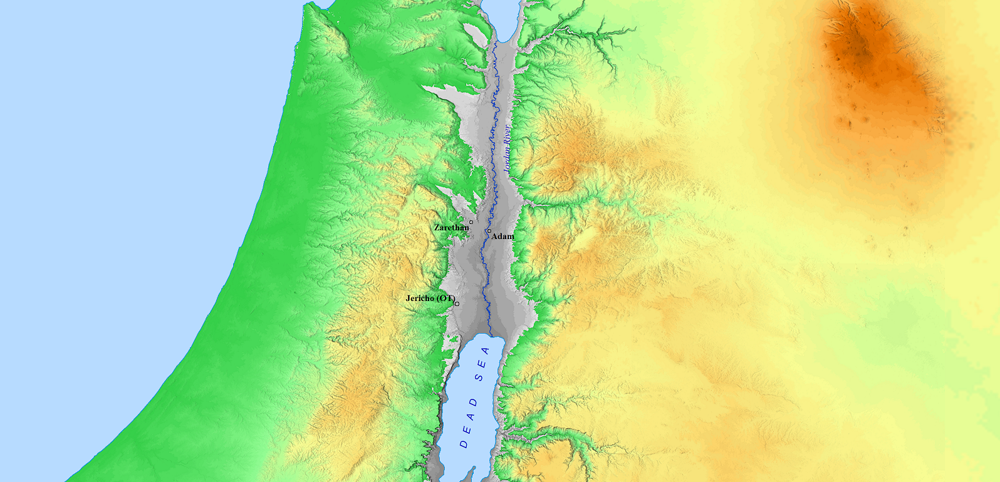 Jordan River
Zarethan
Adam
Jericho (OT)
DEAD SEA